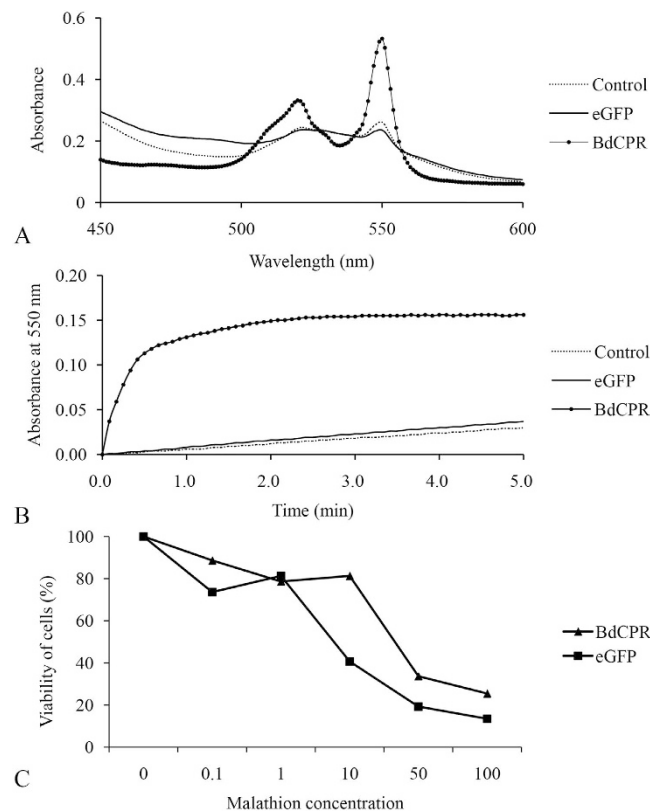 0.6
0.4
0.2
0
Absorbance
450
500
550
600
Wavelength (nm)
Control
eGFP
BdCPR
A
0.20
0.15
0.10
0.05
0.00
Absorbance at 550 nm
0.0
1.0
2.0
3.0
4.0
5.0
Time (min)
Control
eGFP
BdCPR
B
100
80
60
40
20
0
Viability of cells (%)
0
0.1
1
10
50
100
Malathion concentration
BdCPR
eGFP
C